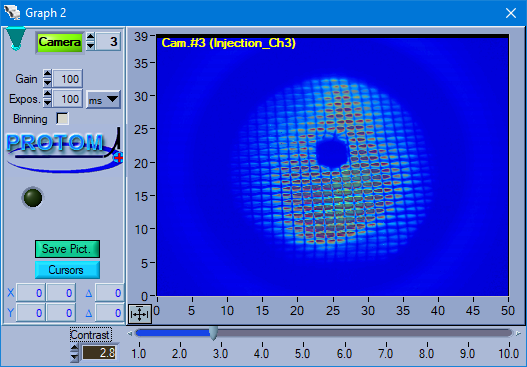 Graph 2
Camera 3
Gain 100
Expos. 100 ms
Binning
PROTOM
Save Pict.
Cursors
X 0 0 Δ 0
Y 0 0 Δ 0
Cam.#3 (Injection_Ch3)
39
35
30
25
20
15
10
5
0
0 5 10 15 20 25 30 35 40 45 50
Contrast
2.8
1.0 2.0 3.0 4.0 5.0 6.0 7.0 8.0 9.0 10.0